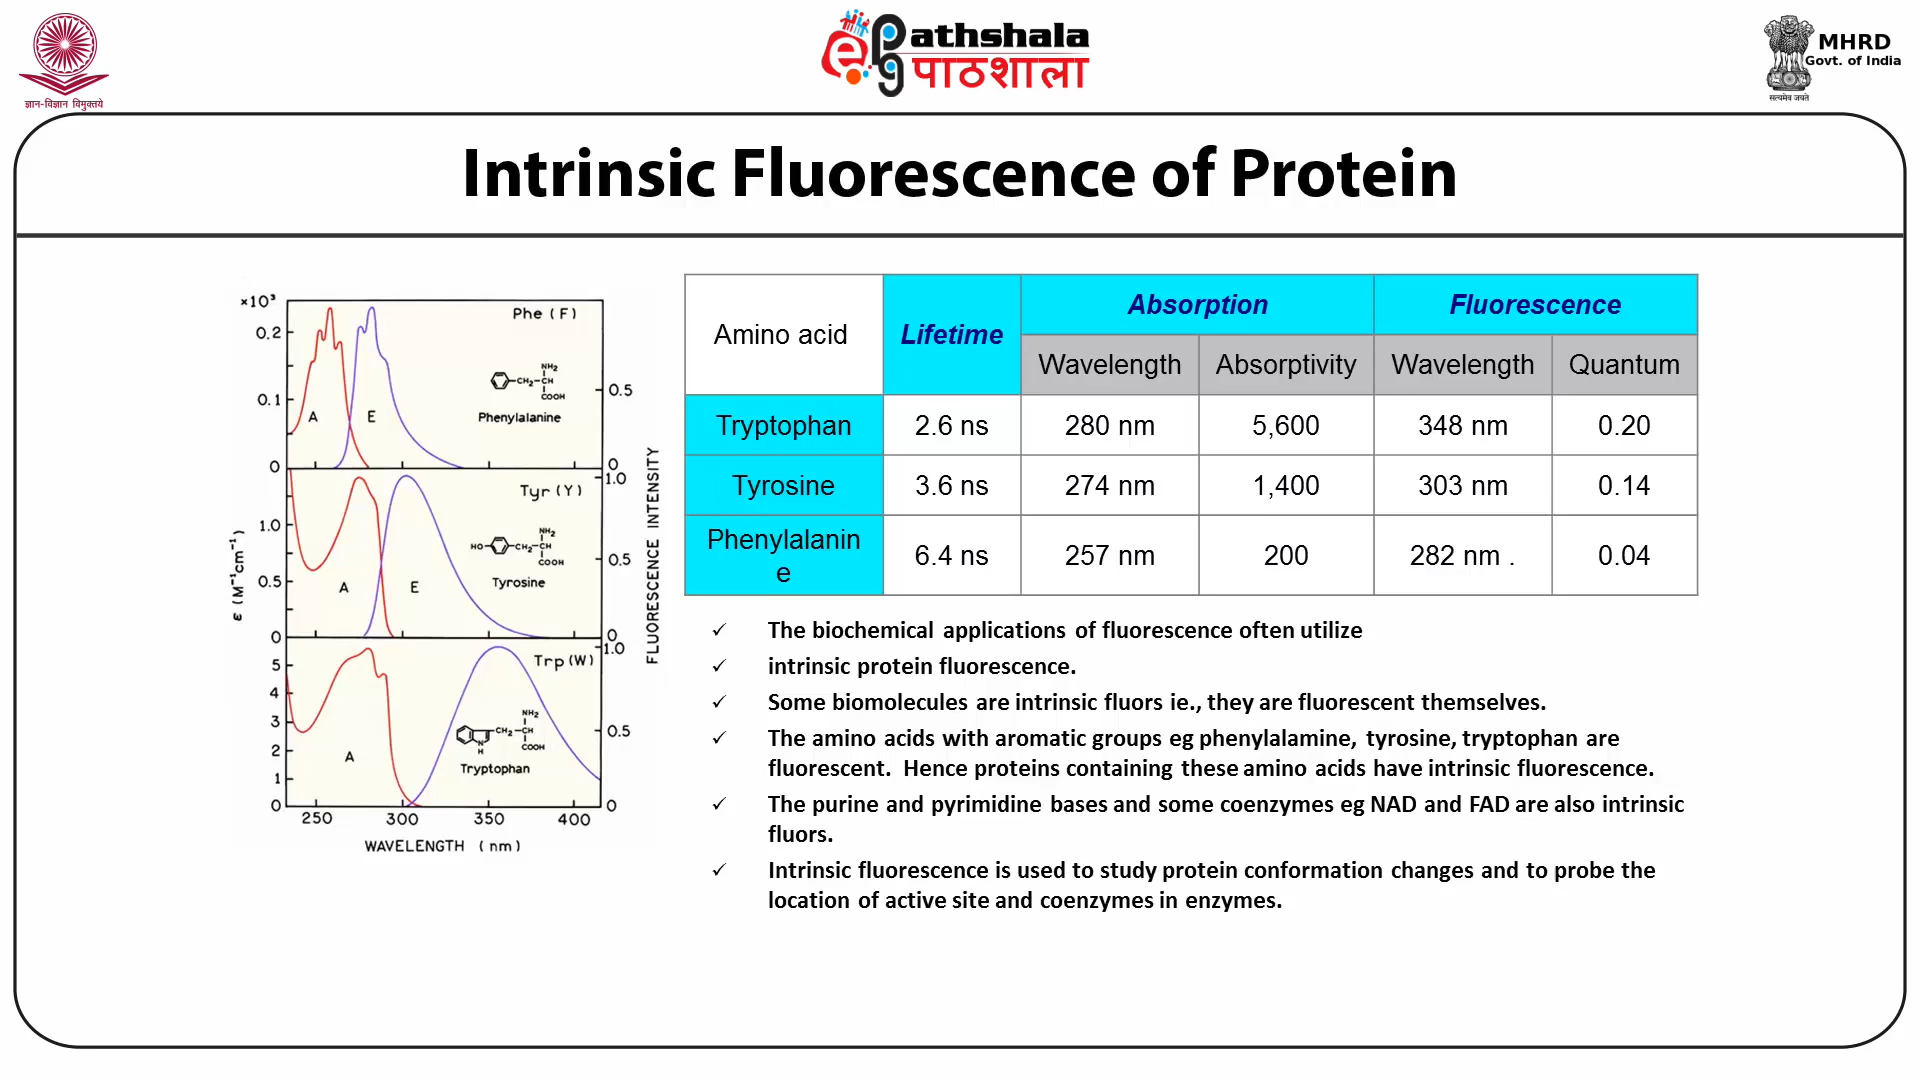 ज्ञान-विज्ञान विमुक्तये
ePathshala
पाठशाला
MHRD
Govt. of India
सत्यमेव जयते
Intrinsic Fluorescence of Protein
×10³
0.2
0.1
0
Phe (F)
NH₂
CH₂-CH
COOH
Phenylalanine
A
E
0.5
0
1.0
0.5
0
Tyr (Y)
NH₂
HO
CH₂-CH
COOH
Tyrosine
A
E
1.0
0.5
0
5
4
3
2
1
0
Trp (W)
NH₂
CH₂-CH
COOH
N
H
Tryptophan
A
1.0
0.5
0
250 300 350 400
WAVELENGTH (nm)
ε (M⁻¹cm⁻¹)
FLUORESCENCE INTENSITY
Amino acid Lifetime Absorption Fluorescence
Wavelength Absorptivity Wavelength Quantum
Tryptophan 2.6 ns 280 nm 5,600 348 nm 0.20
Tyrosine 3.6 ns 274 nm 1,400 303 nm 0.14
Phenylalanin
e 6.4 ns 257 nm 200 282 nm . 0.04
✓ The biochemical applications of fluorescence often utilize
✓ intrinsic protein fluorescence.
✓ Some biomolecules are intrinsic fluors ie., they are fluorescent themselves.
✓ The amino acids with aromatic groups eg phenylalamine, tyrosine, tryptophan are
fluorescent. Hence proteins containing these amino acids have intrinsic fluorescence.
✓ The purine and pyrimidine bases and some coenzymes eg NAD and FAD are also intrinsic
fluors.
✓ Intrinsic fluorescence is used to study protein conformation changes and to probe the
location of active site and coenzymes in enzymes.